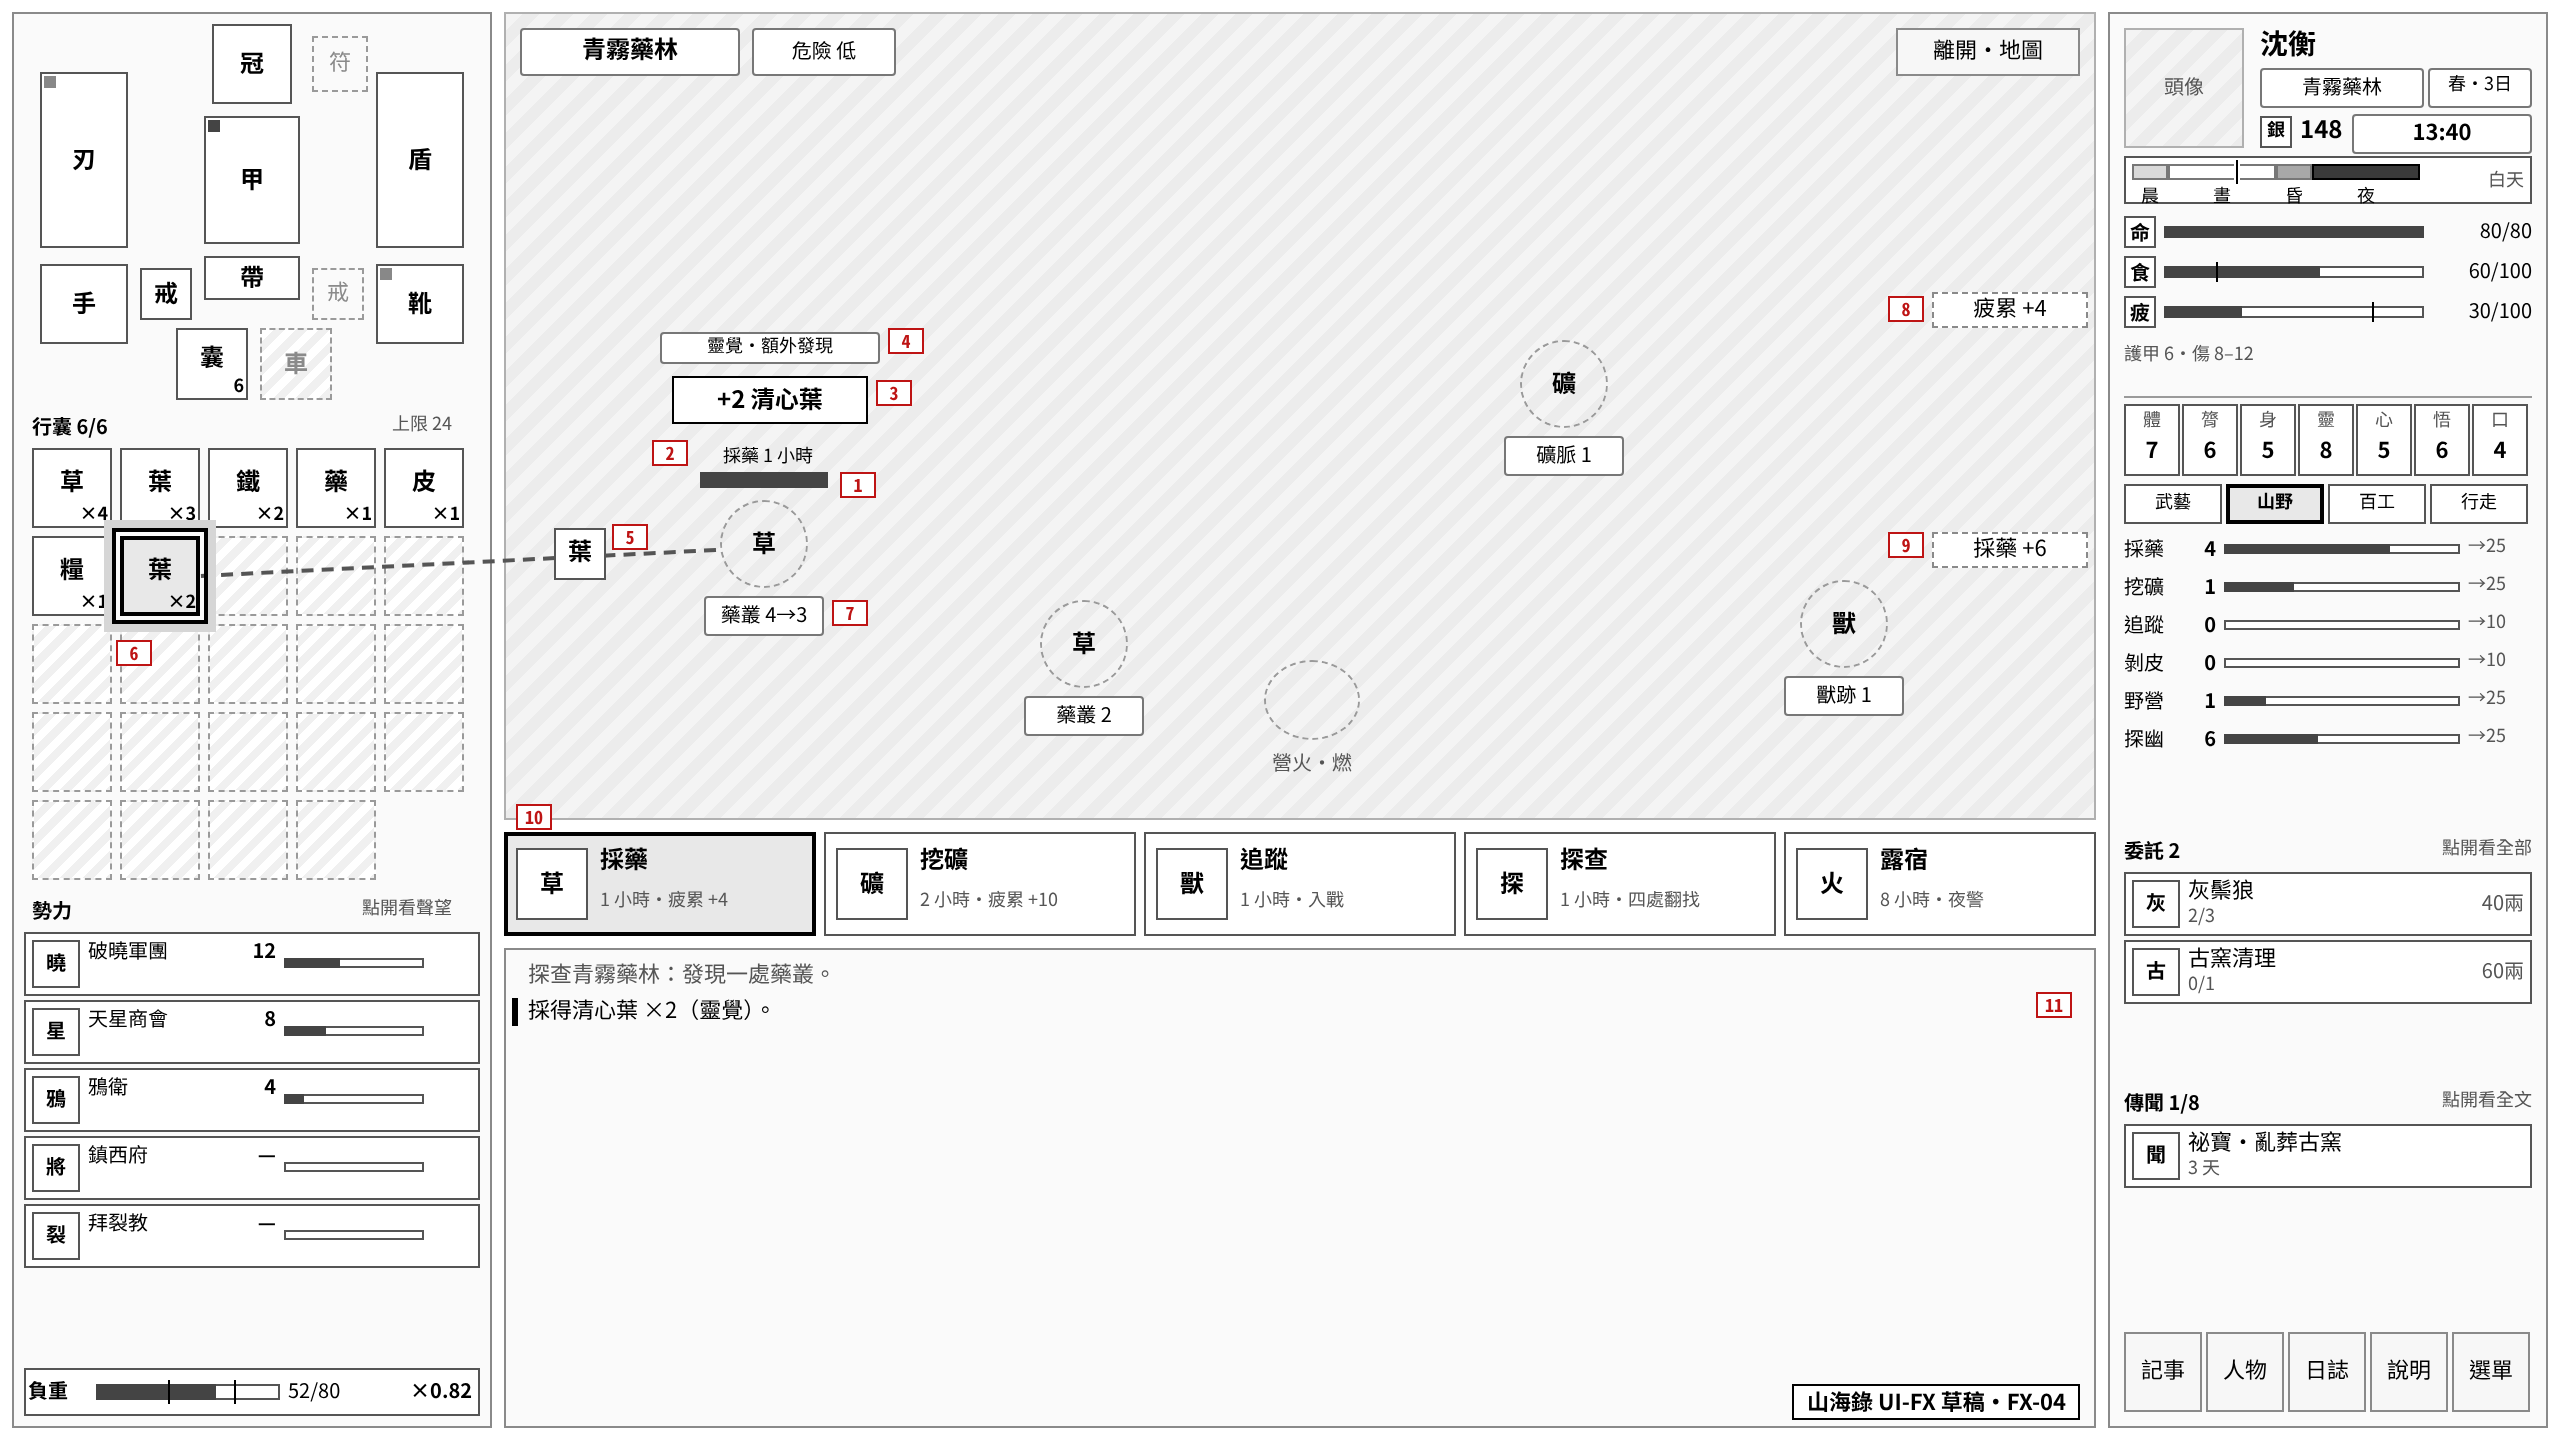 冠
符
刃
甲
盾
手
戒
帶
戒
靴
囊
6
車
行囊 6/6
上限 24
草
×4
葉
×3
鐵
×2
藥
×1
皮
×1
糧
×1
葉
×2
6
勢力
點開看聲望
曉
破曉軍團
12
星
天星商會
8
鴉
鴉衛
4
將
鎮西府
—
裂
拜裂教
—
負重
52/80
×0.82
青霧藥林
危險 低
離開・地圖
8
疲累 +4
靈覺・額外發現
4
+2 清心葉
3
2
採藥 1 小時
1
礦
礦脈 1
葉
5
草
9
採藥 +6
藥叢 4→3
7
草
藥叢 2
獸
獸跡 1
營火・燃
10
草
採藥
1 小時・疲累 +4
礦
挖礦
2 小時・疲累 +10
獸
追蹤
1 小時・入戰
探
探查
1 小時・四處翻找
火
露宿
8 小時・夜警
探查青霧藥林：發現一處藥叢。
採得清心葉 ×2（靈覺）。
11
山海錄 UI-FX 草稿・FX-04
頭像
沈衡
青霧藥林
春・3日
銀
148
13:40
晨
晝
昏
夜
白天
命
80/80
食
60/100
疲
30/100
護甲 6・傷 8–12
體
7
膂
6
身
5
靈
8
心
5
悟
6
口
4
武藝
山野
百工
行走
採藥
4
→25
挖礦
1
→25
追蹤
0
→10
剝皮
0
→10
野營
1
→25
探幽
6
→25
委託 2
點開看全部
灰
灰鬃狼
2/3
40兩
古
古窯清理
0/1
60兩
傳聞 1/8
點開看全文
聞
祕寶・亂葬古窯
3 天
記事
人物
日誌
說明
選單